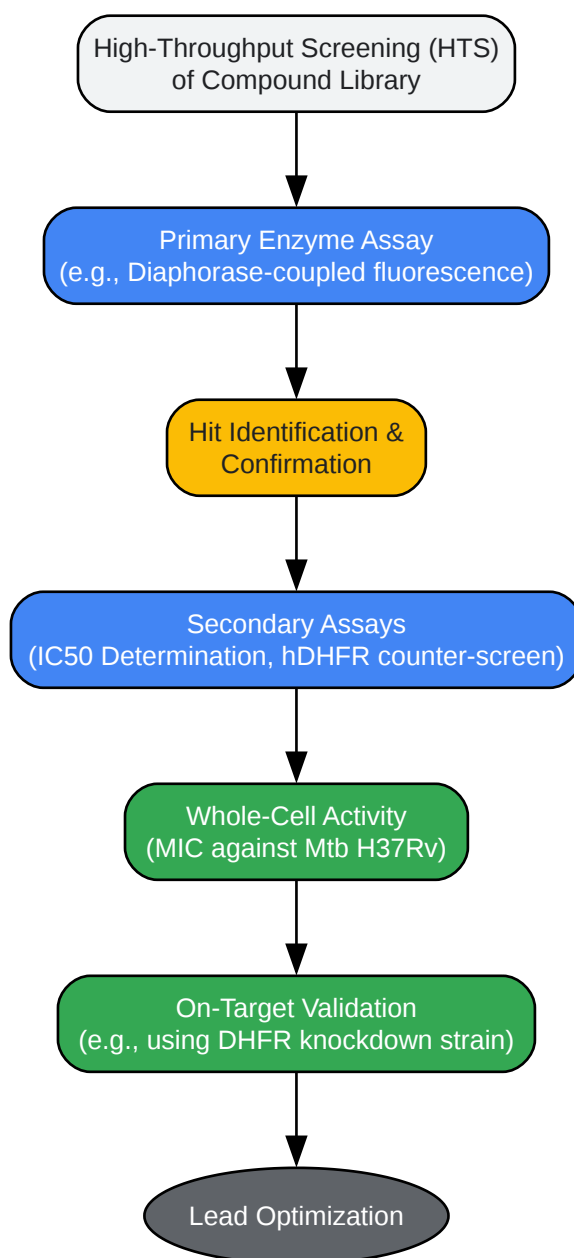 High-Throughput Screening (HTS)
of Compound Library
Primary Enzyme Assay
(e.g., Diaphorase-coupled fluorescence)
Hit Identification &
Confirmation
Secondary Assays
(IC50 Determination, hDHFR counter-screen)
Whole-Cell Activity
(MIC against Mtb H37Rv)
On-Target Validation
(e.g., using DHFR knockdown strain)
Lead Optimization